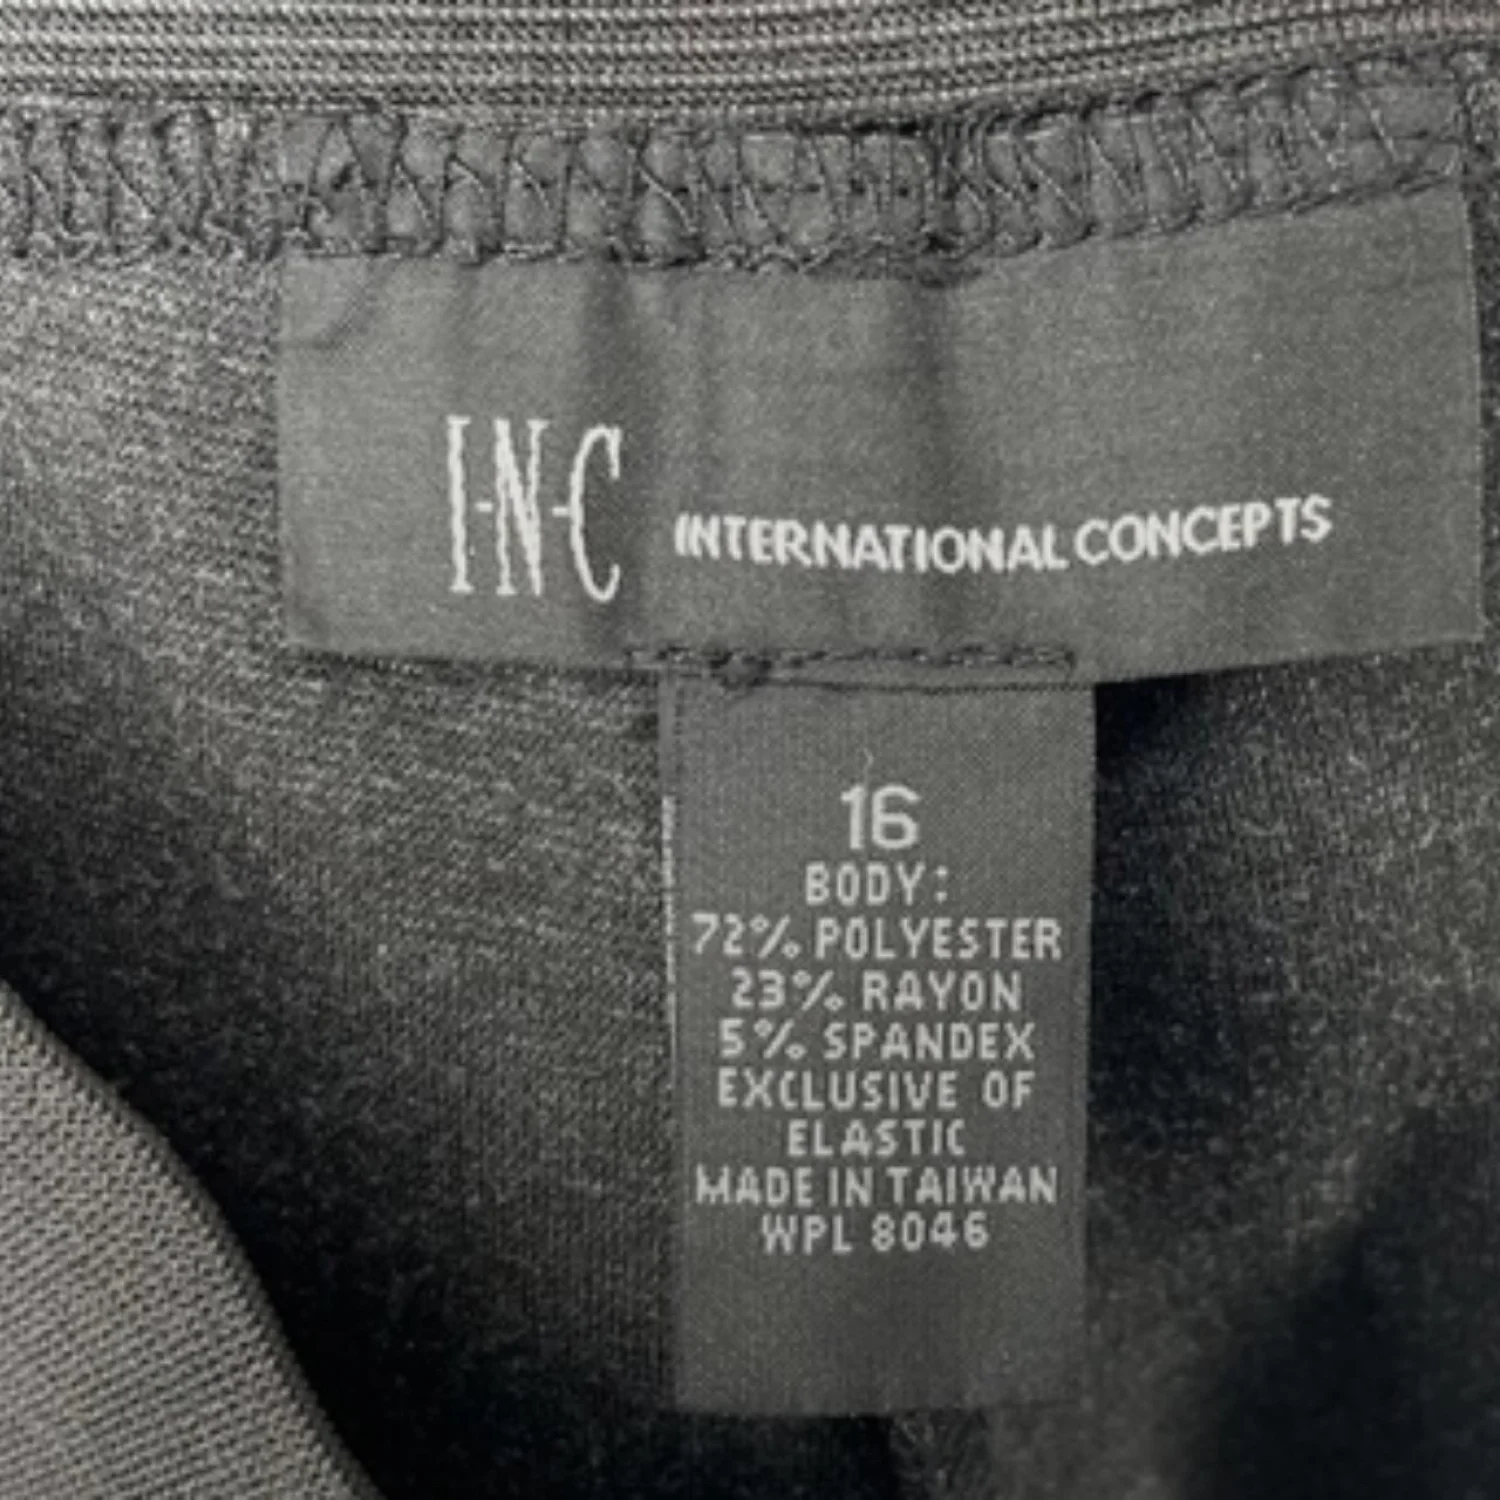 I-N-C INTERNATIONAL CONCEPTS
16
BODY:
72% POLYESTER
23% RAYON
5% SPANDEX
EXCLUSIVE OF
ELASTIC
MADE IN TAIWAN
WPL 8046